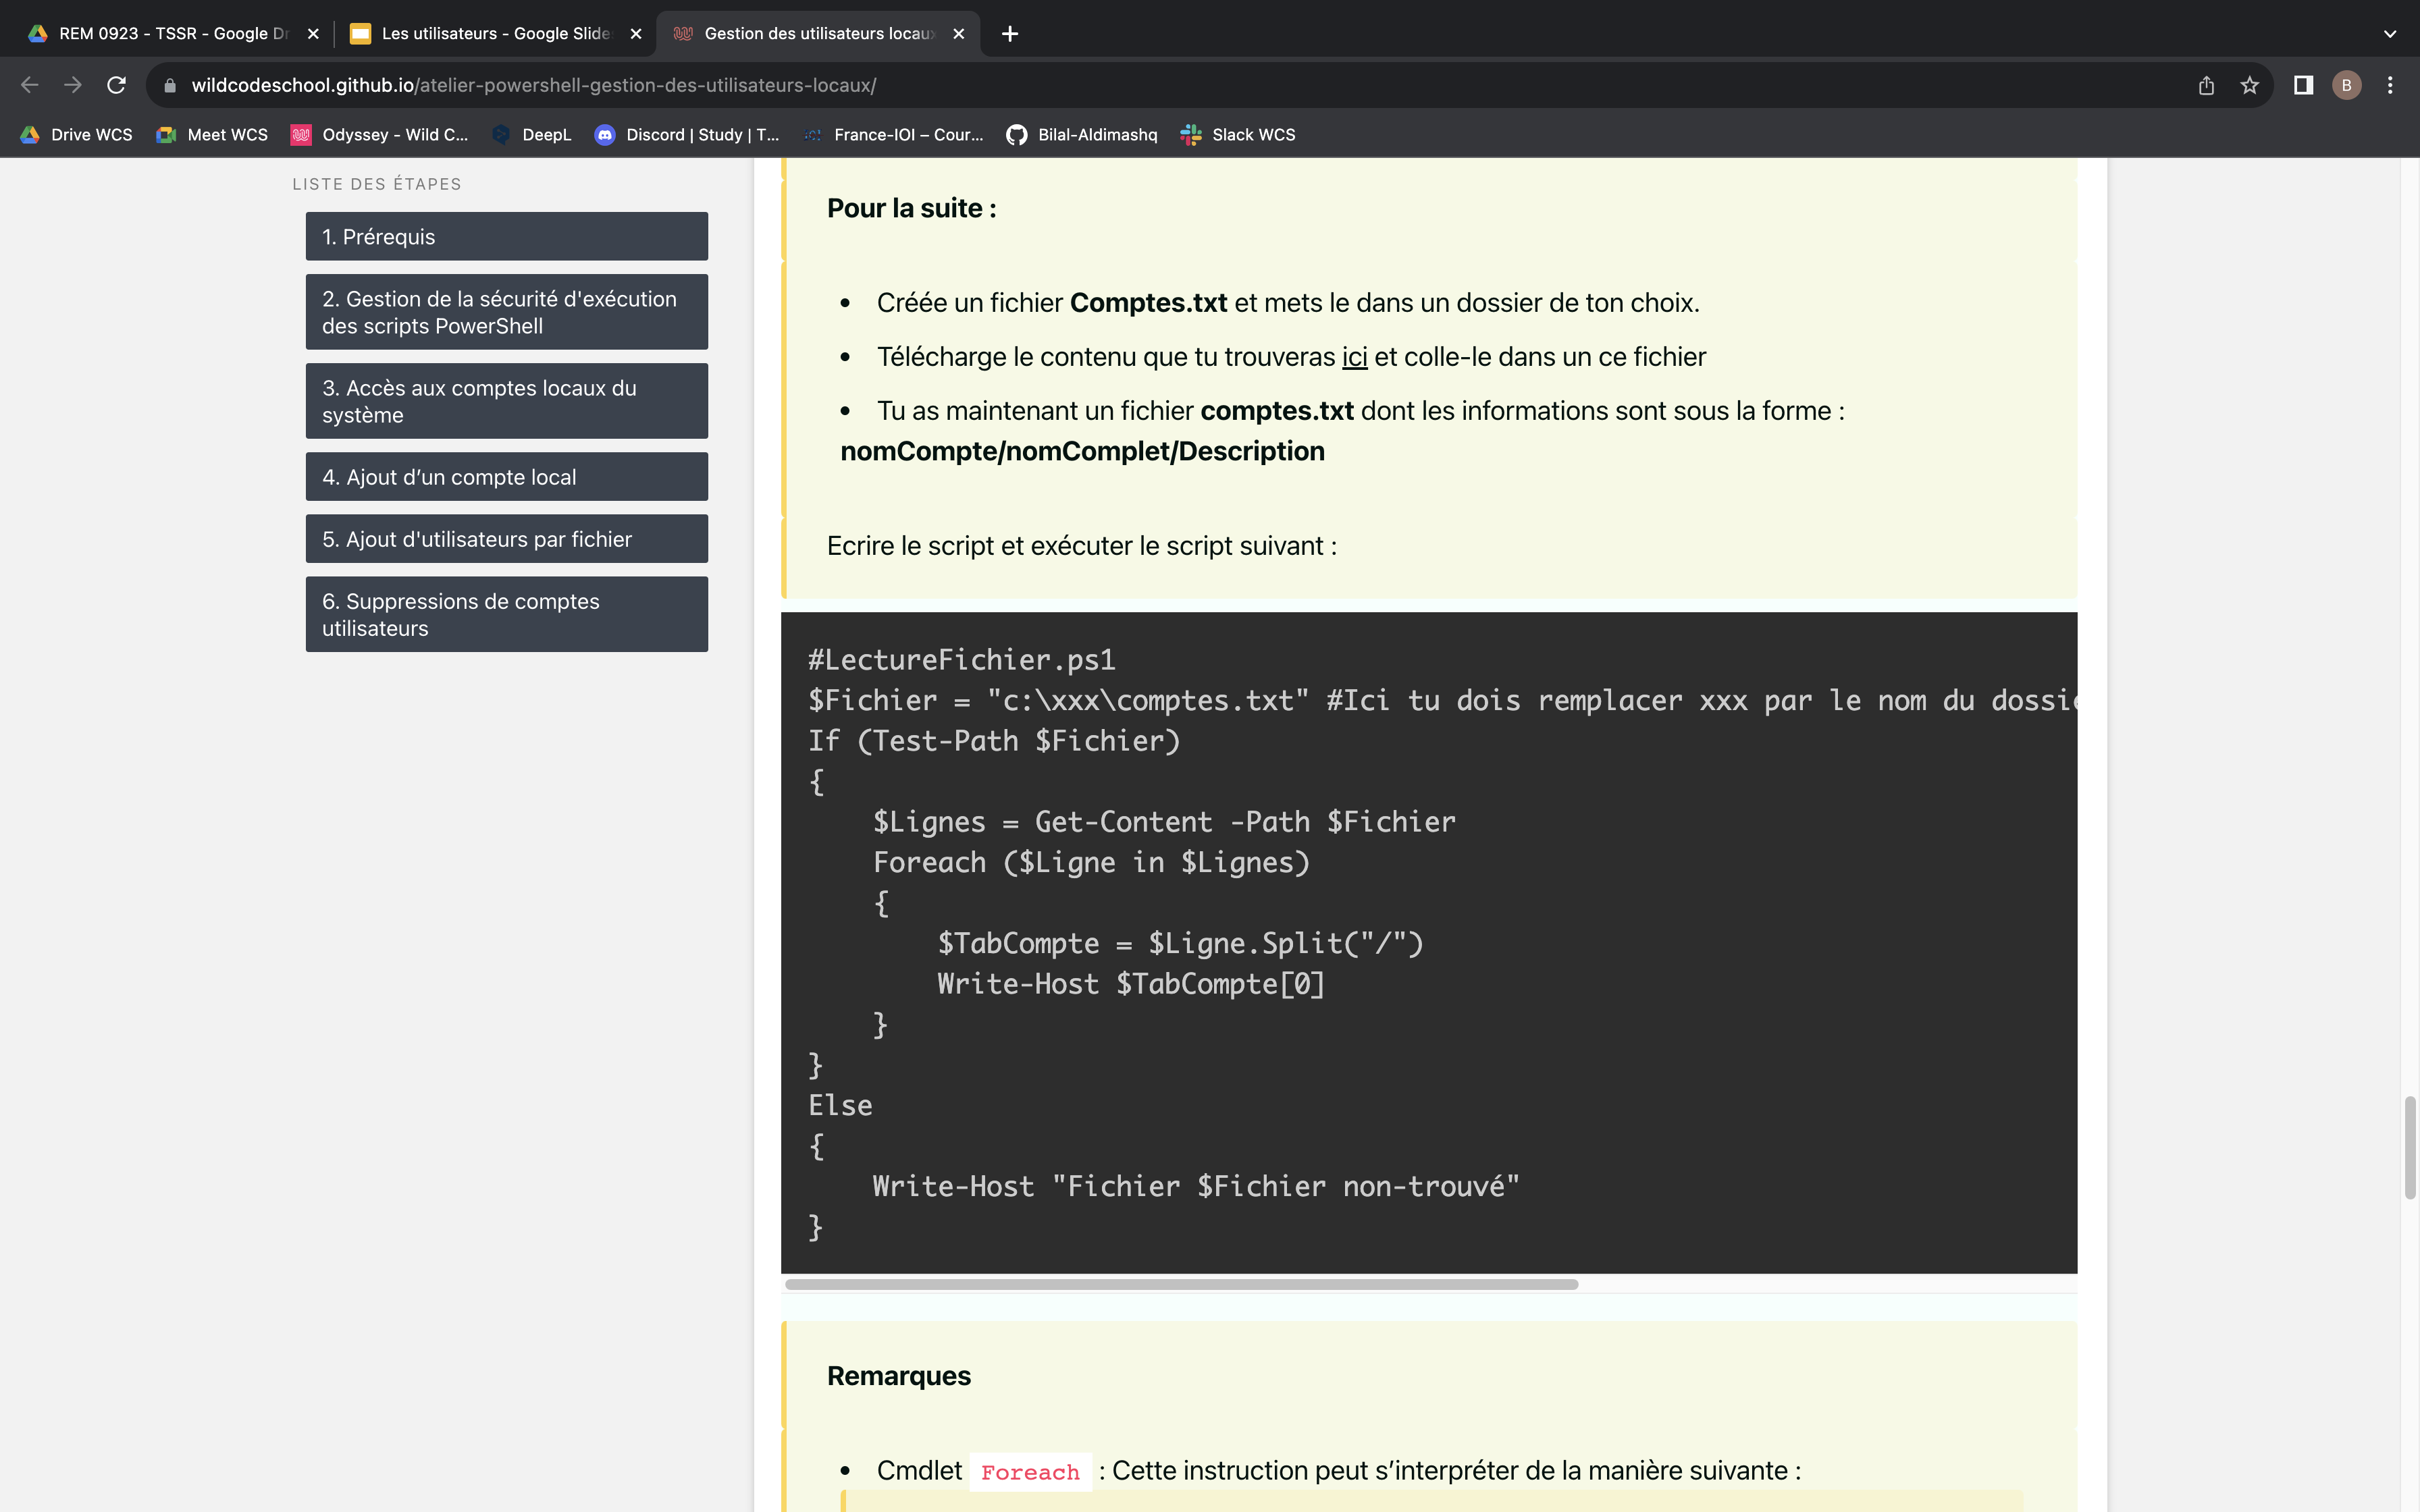 REM 0923 - TSSR - Google Dr
Les utilisateurs - Google Slide
Gestion des utilisateurs locaux
wildcodeschool.github.io/atelier-powershell-gestion-des-utilisateurs-locaux/
B
Drive WCS
Meet WCS
Odyssey - Wild C...
DeepL
Discord | Study | T...
France-IOI – Cour...
Bilal-Aldimashq
Slack WCS
LISTE DES ÉTAPES
1. Prérequis
2. Gestion de la sécurité d'exécution
des scripts PowerShell
3. Accès aux comptes locaux du
système
4. Ajout d’un compte local
5. Ajout d'utilisateurs par fichier
6. Suppressions de comptes
utilisateurs
Pour la suite :
• Créée un fichier Comptes.txt et mets le dans un dossier de ton choix.
• Télécharge le contenu que tu trouveras ici et colle-le dans un ce fichier
• Tu as maintenant un fichier comptes.txt dont les informations sont sous la forme :
nomCompte/nomComplet/Description
Ecrire le script et exécuter le script suivant :
#LectureFichier.ps1
$Fichier = "c:\xxx\comptes.txt" #Ici tu dois remplacer xxx par le nom du dossie
If (Test-Path $Fichier)
{
    $Lignes = Get-Content -Path $Fichier
    Foreach ($Ligne in $Lignes)
    {
        $TabCompte = $Ligne.Split("/")
        Write-Host $TabCompte[0]
    }
}
Else
{
    Write-Host "Fichier $Fichier non-trouvé"
}
Remarques
• Cmdlet Foreach : Cette instruction peut s’interpréter de la manière suivante :